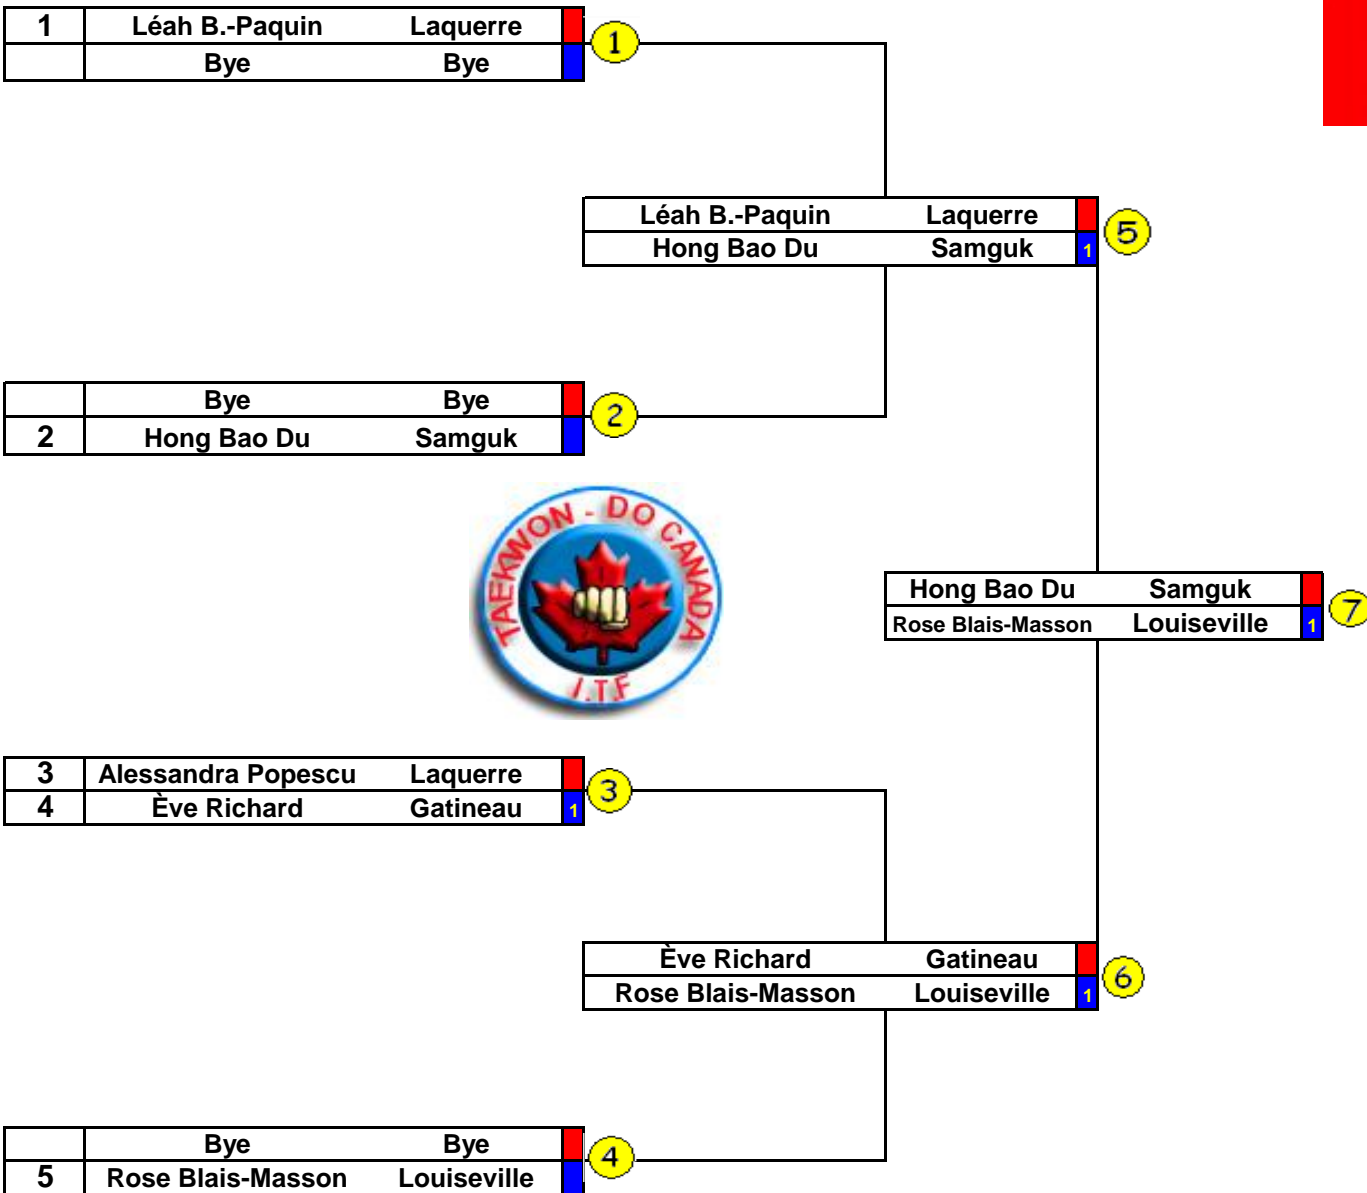 1 Léah B.-Paquin Laquerre 1
Bye Bye
Léah B.-Paquin Laquerre
Hong Bao Du Samguk 1 5
Bye Bye
2 Hong Bao Du Samguk 2
TAEKWON - DO CANADA
I.T.F
Hong Bao Du Samguk
Rose Blais-Masson Louiseville 1 7
3 Alessandra Popescu Laquerre 3
4 Ève Richard Gatineau 1
Ève Richard Gatineau
Rose Blais-Masson Louiseville 1 6
Bye Bye 4
5 Rose Blais-Masson Louiseville